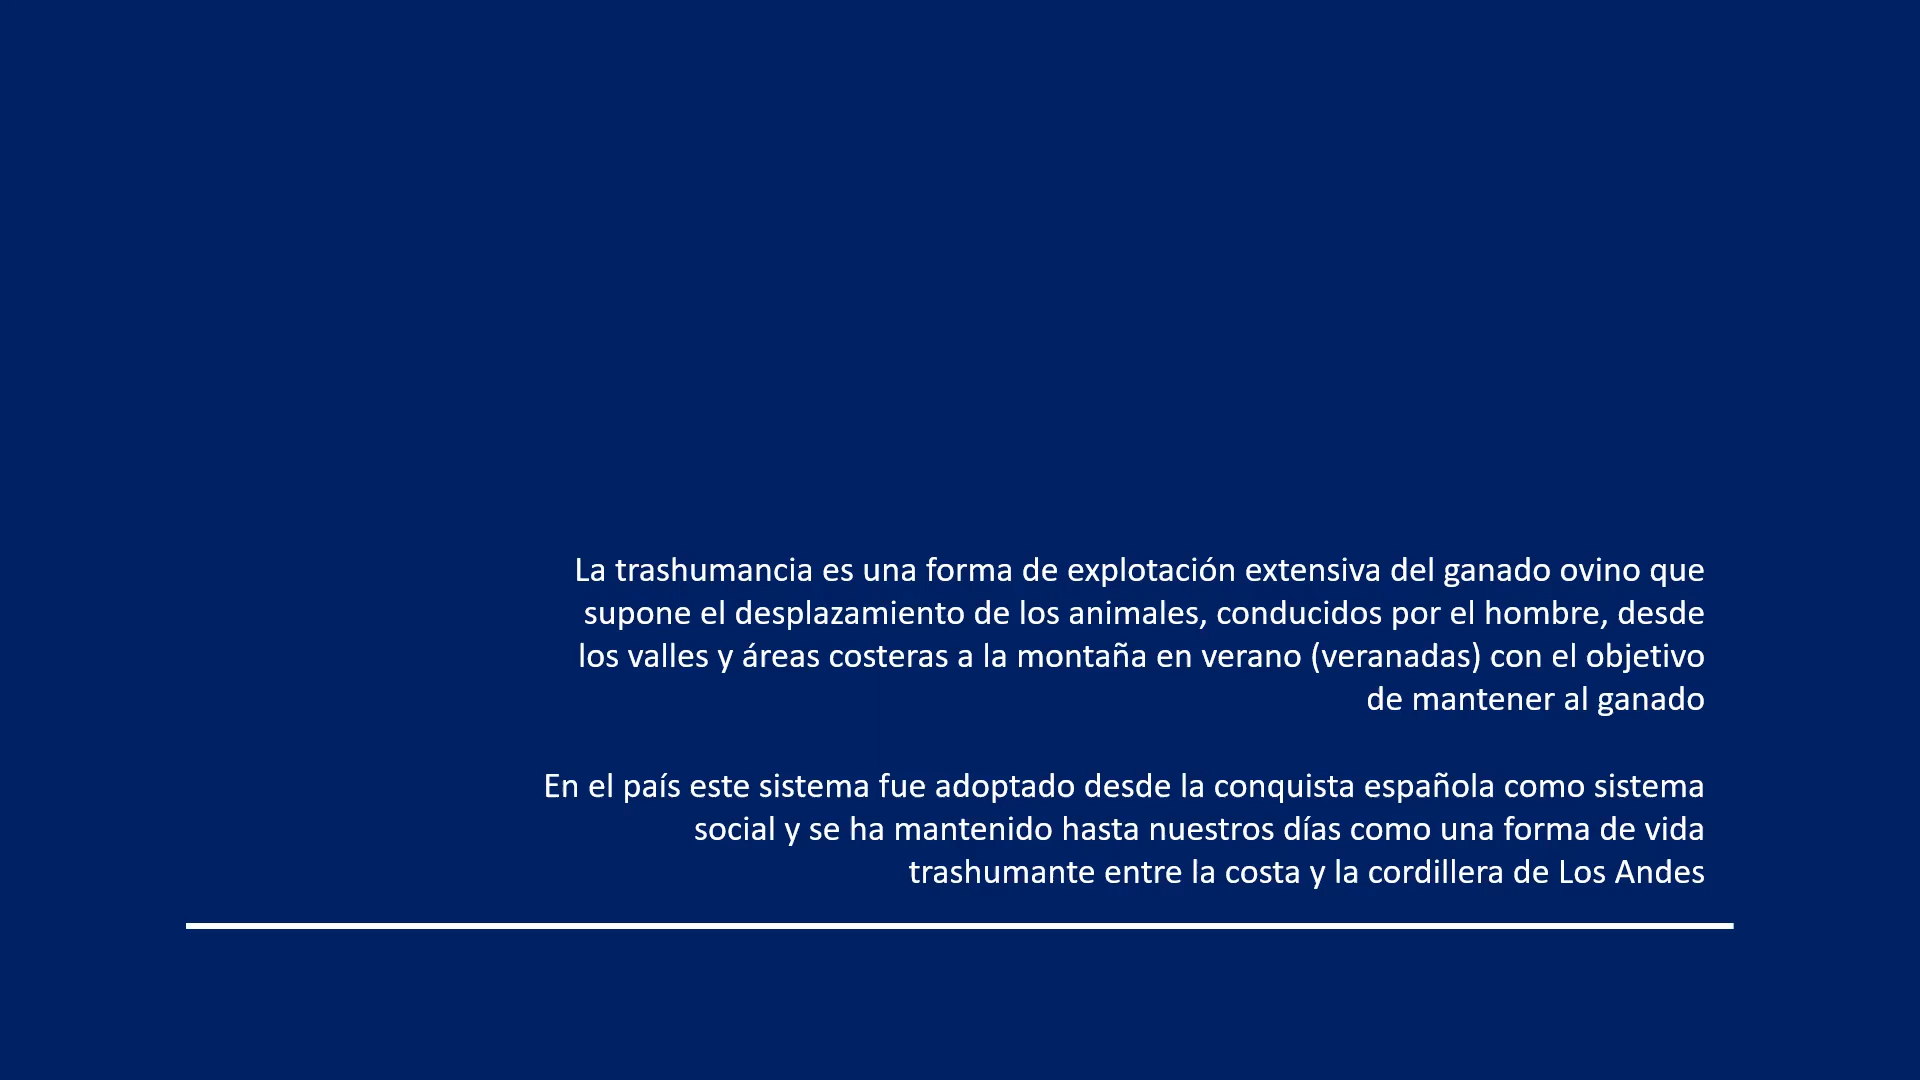 La trashumancia es una forma de explotación extensiva del ganado ovino que
supone el desplazamiento de los animales, conducidos por el hombre, desde
los valles y áreas costeras a la montaña en verano (veranadas) con el objetivo
de mantener al ganado
En el país este sistema fue adoptado desde la conquista española como sistema
social y se ha mantenido hasta nuestros días como una forma de vida
trashumante entre la costa y la cordillera de Los Andes